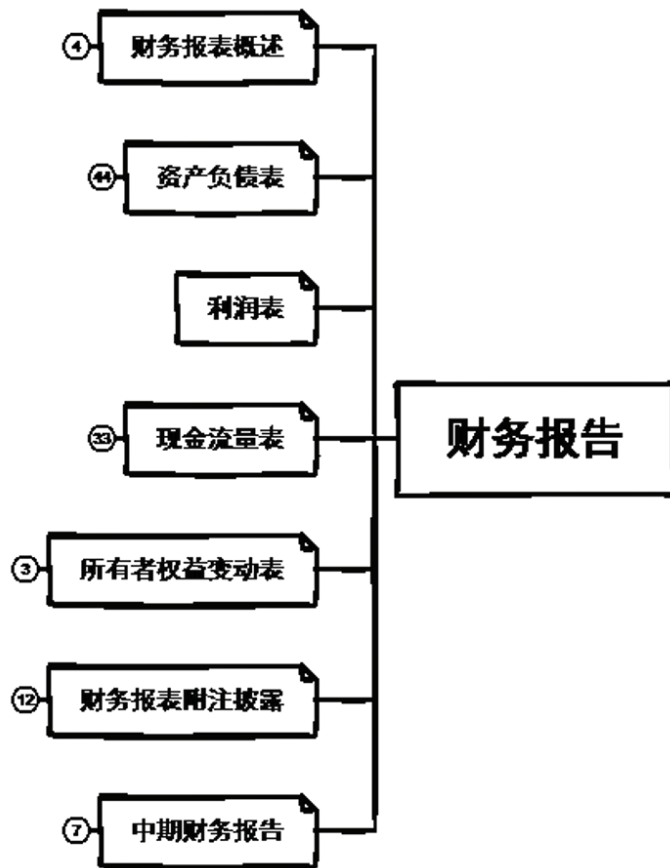 ④ 财务报表概述
㊹ 资产负债表
利润表
㉝ 现金流量表
财务报告
③ 所有者权益变动表
⑫ 财务报表附注披露
⑦ 中期财务报告